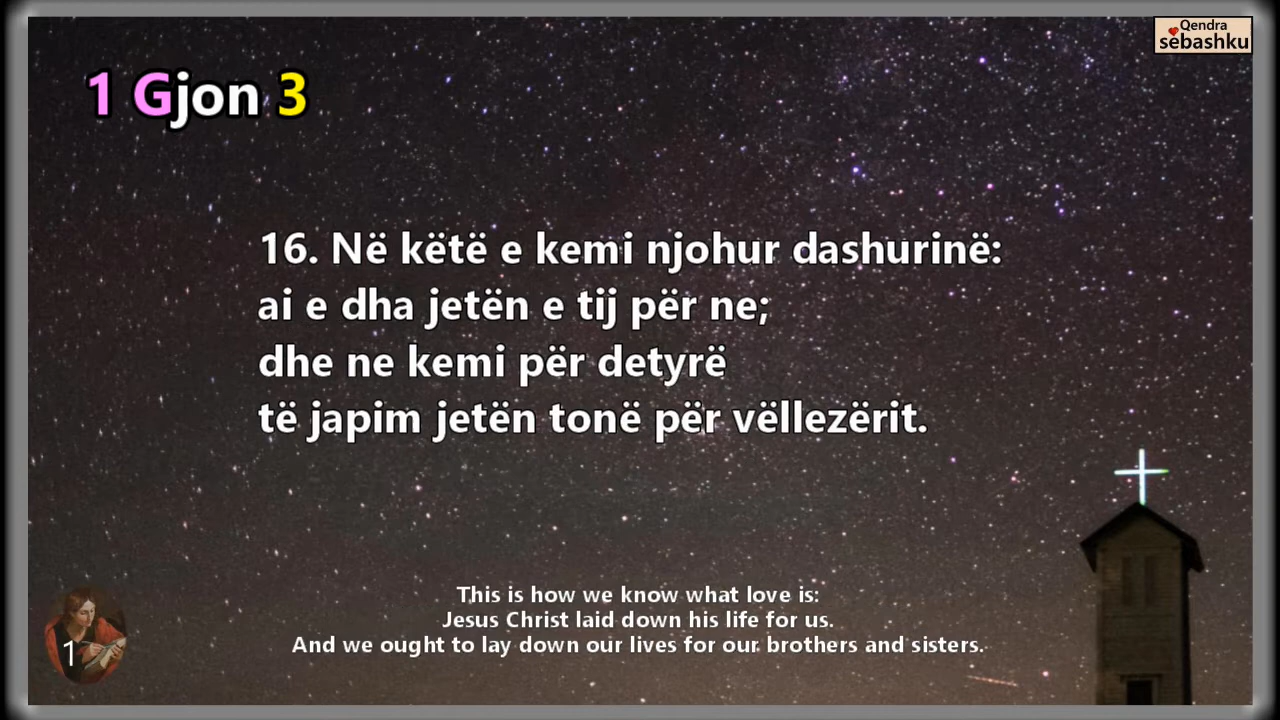 Qendra
sebashku
1 Gjon 3
16. Në këtë e kemi njohur dashurinë:
ai e dha jetën e tij për ne;
dhe ne kemi për detyrë
të japim jetën tonë për vëllezërit.
This is how we know what love is:
Jesus Christ laid down his life for us.
And we ought to lay down our lives for our brothers and sisters.
1